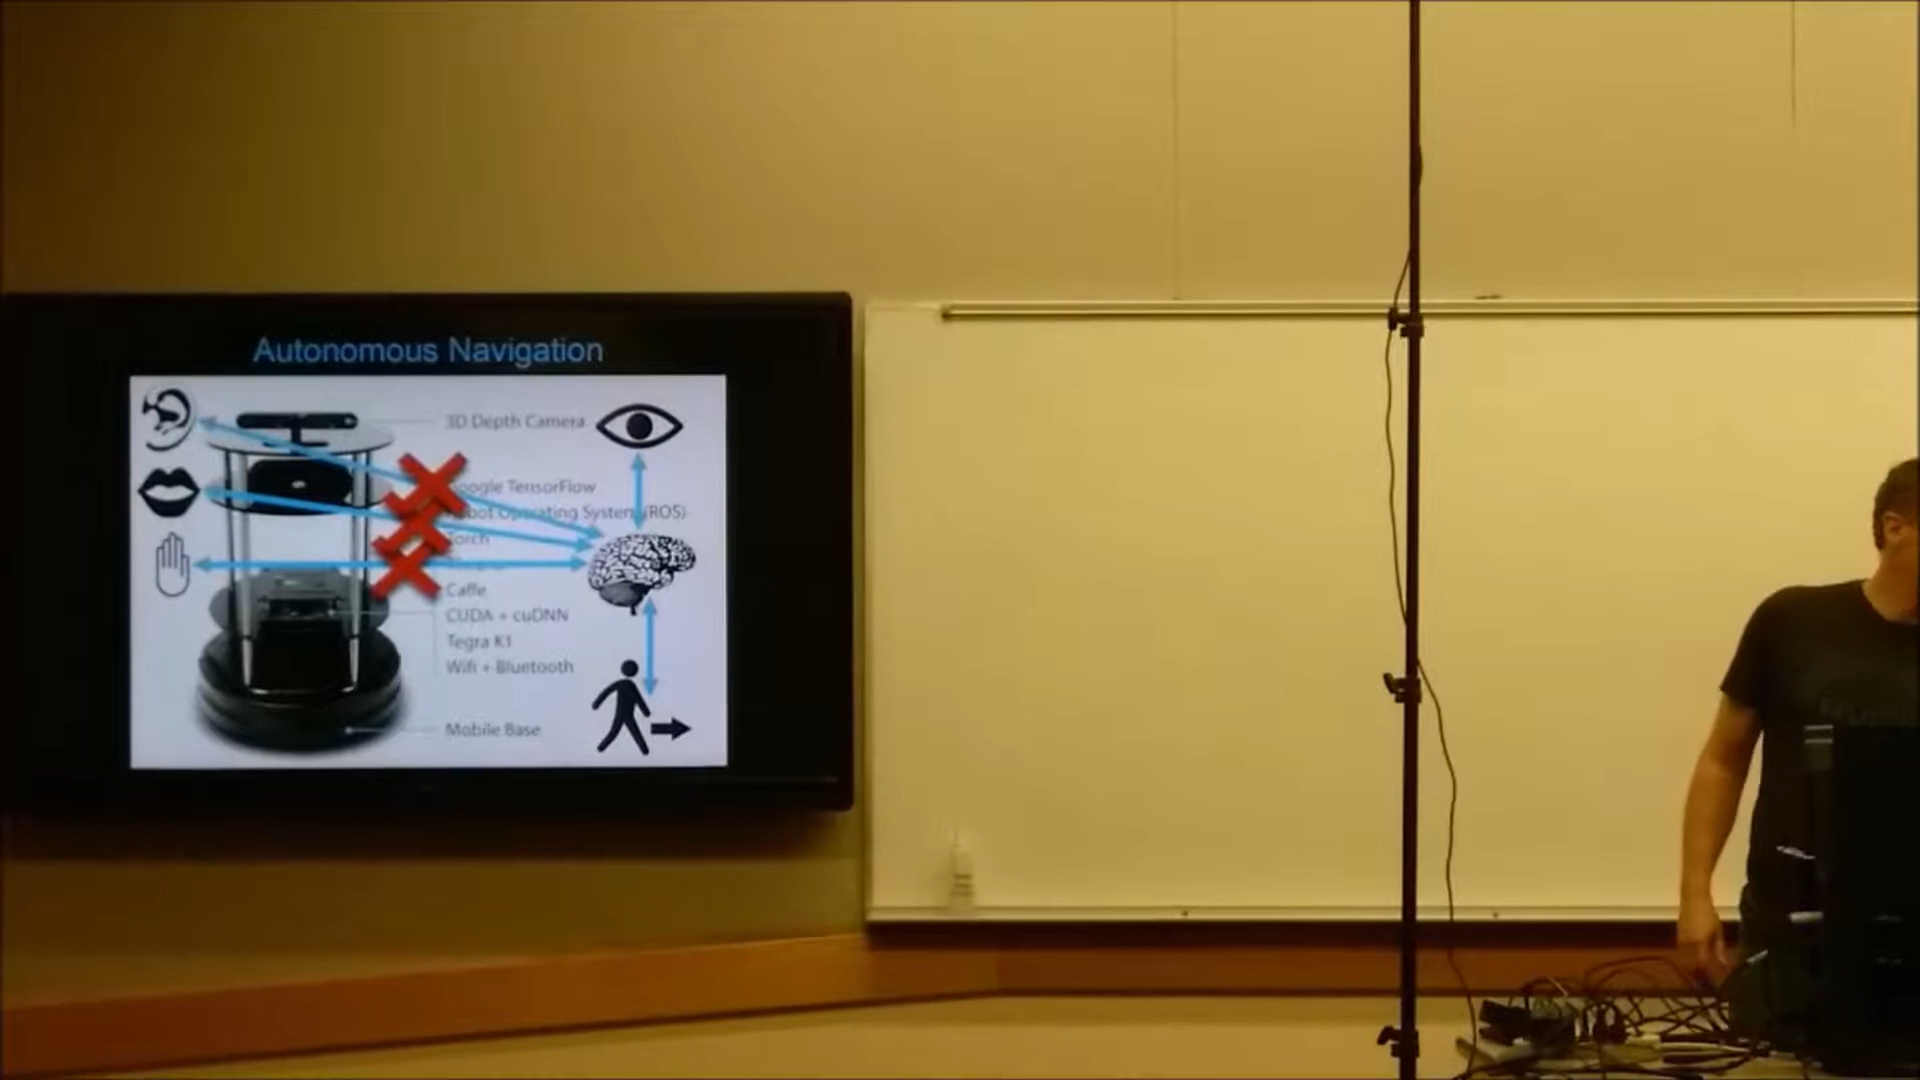 Autonomous Navigation
3D Depth Camera
Google TensorFlow
Robot Operating System (ROS)
Torch
Caffe
CUDA + cuDNN
Tegra K1
Wifi + Bluetooth
Mobile Base